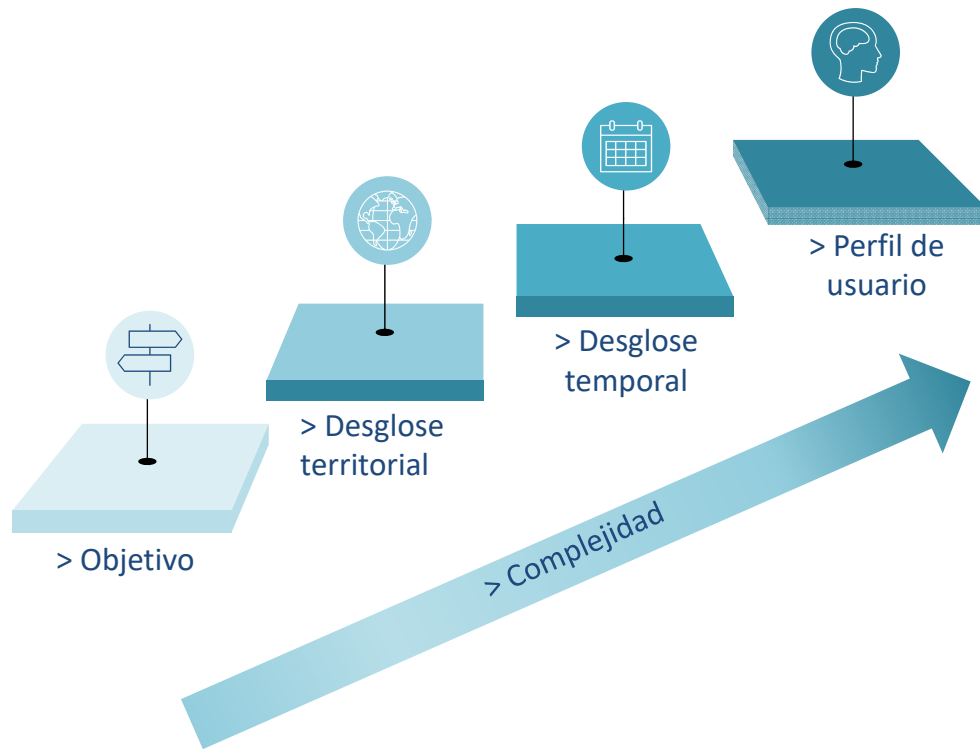 > Perfil de
usuario
> Desglose
temporal
> Desglose
territorial
> Objetivo
> Complejidad